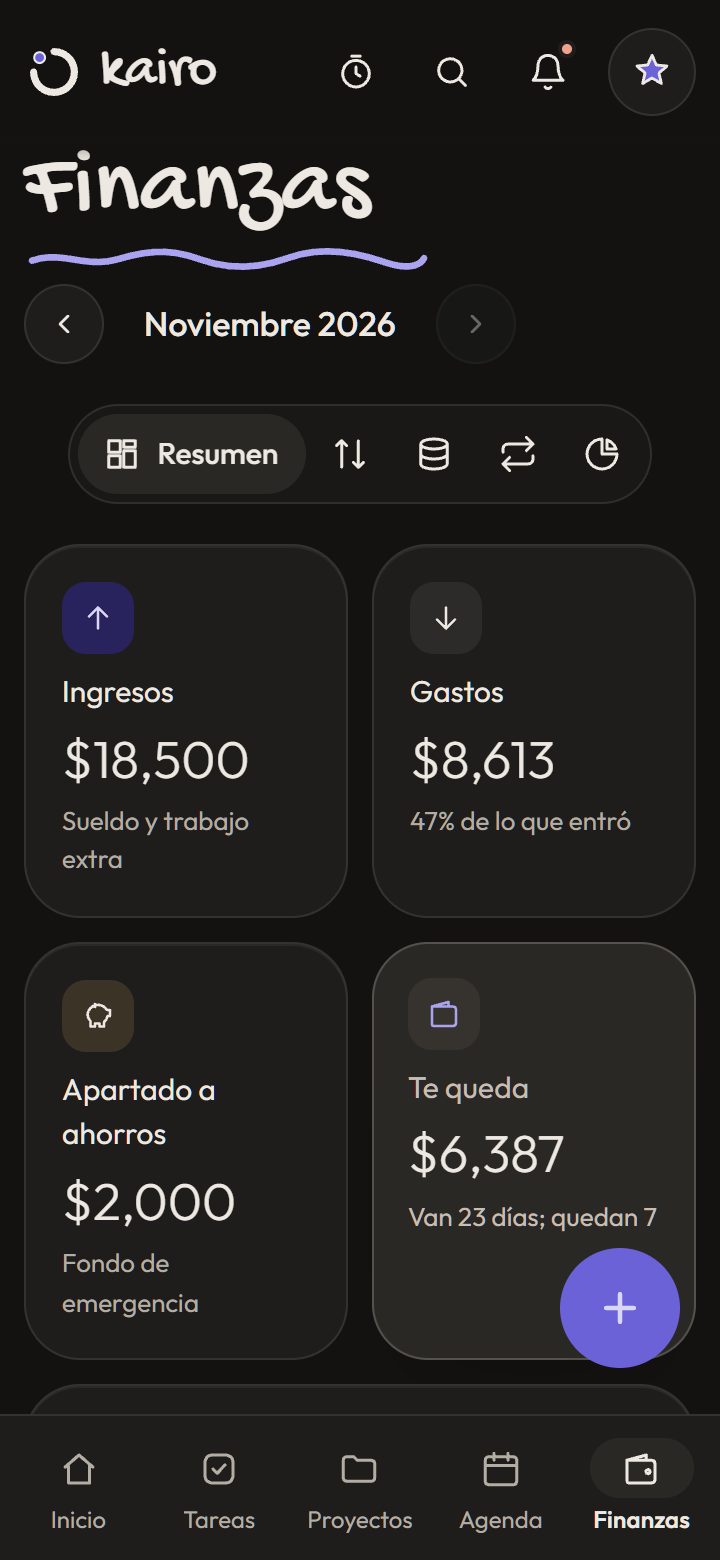 kairo
Finanzas
Noviembre 2026
Resumen
Ingresos
$18,500
Sueldo y trabajo
extra
Gastos
$8,613
47% de lo que entró
Apartado a
ahorros
$2,000
Fondo de
emergencia
Te queda
$6,387
Van 23 días; quedan 7
Inicio
Tareas
Proyectos
Agenda
Finanzas